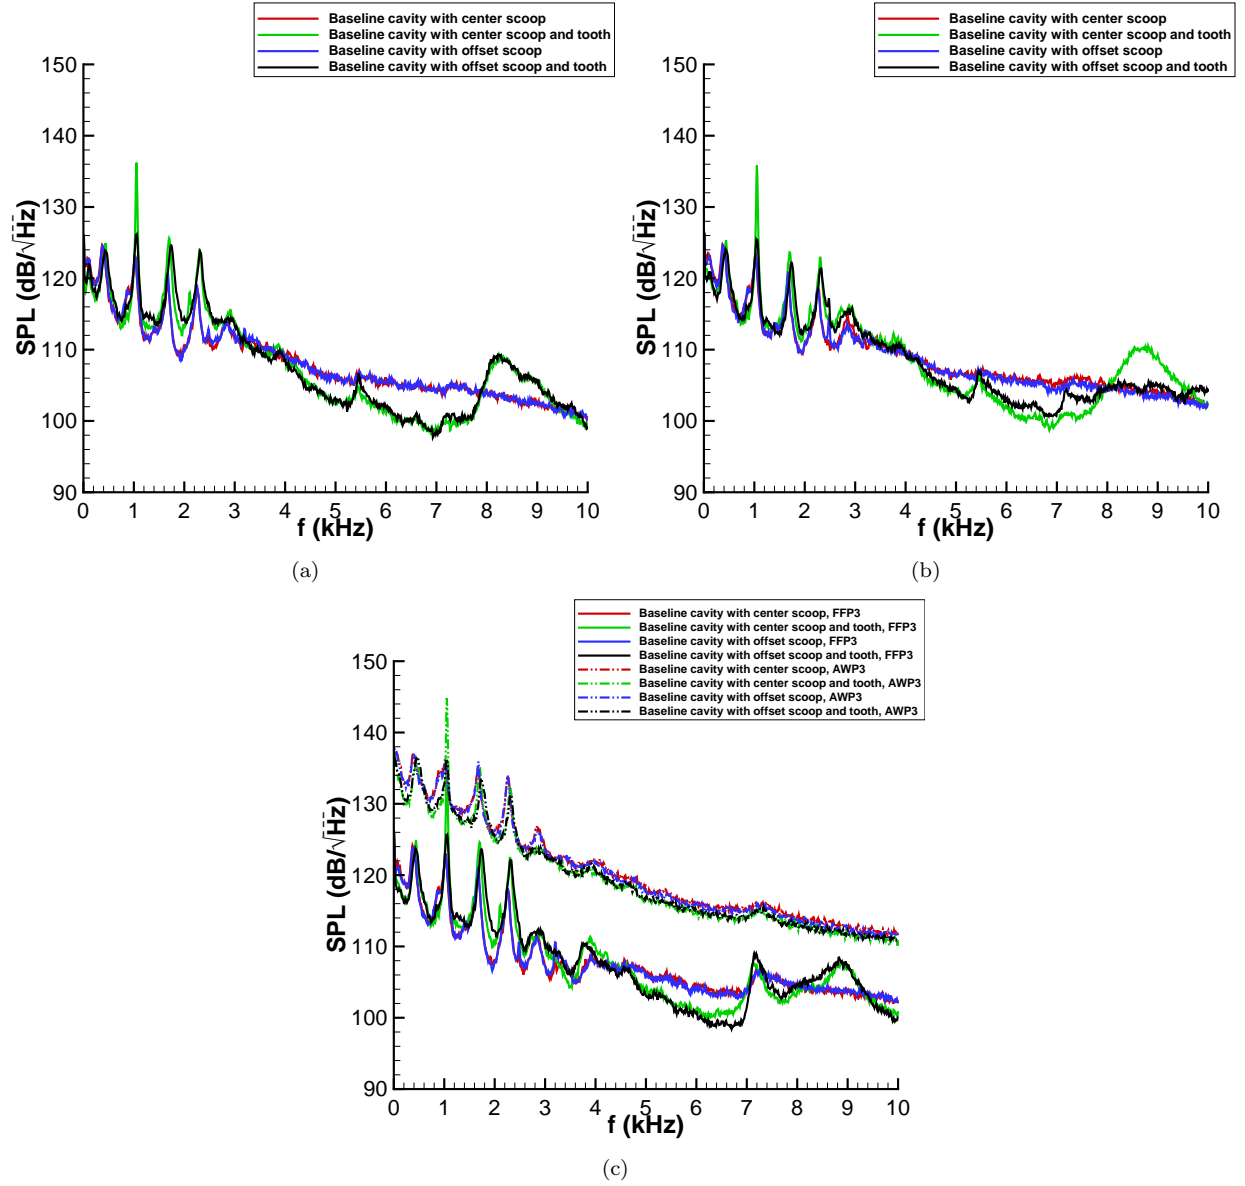 Baseline cavity with center scoop
Baseline cavity with center scoop and tooth
Baseline cavity with offset scoop
Baseline cavity with offset scoop and tooth
150
140
130
120
110
100
90
SPL (dB/√Hz)
0 1 2 3 4 5 6 7 8 9 10
f (kHz)
(a)
Baseline cavity with center scoop
Baseline cavity with center scoop and tooth
Baseline cavity with offset scoop
Baseline cavity with offset scoop and tooth
150
140
130
120
110
100
90
SPL (dB/√Hz)
0 1 2 3 4 5 6 7 8 9 10
f (kHz)
(b)
Baseline cavity with center scoop, FFP3
Baseline cavity with center scoop and tooth, FFP3
Baseline cavity with offset scoop, FFP3
Baseline cavity with offset scoop and tooth, FFP3
Baseline cavity with center scoop, AWP3
Baseline cavity with center scoop and tooth, AWP3
Baseline cavity with offset scoop, AWP3
Baseline cavity with offset scoop and tooth, AWP3
150
140
130
120
110
100
90
SPL (dB/√Hz)
0 1 2 3 4 5 6 7 8 9 10
f (kHz)
(c)